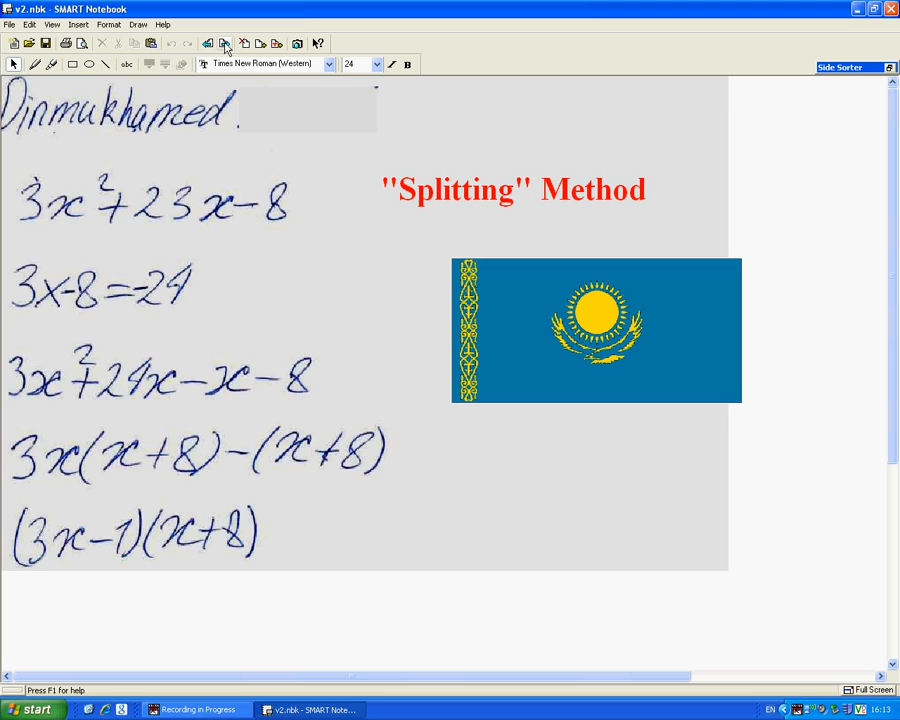 v2.nbk - SMART Notebook
File Edit View Insert Format Draw Help
abc Times New Roman (Western) 24 I B
Side Sorter
Dinmukhamed.
3x²+23x-8
"Splitting" Method
3x-8=-24
3x²+24x-x-8
3x(x+8)-(x+8)
(3x-1)(x+8)
Press F1 for help
Full Screen
start Recording in Progress v2.nbk - SMART Note... EN 16:13